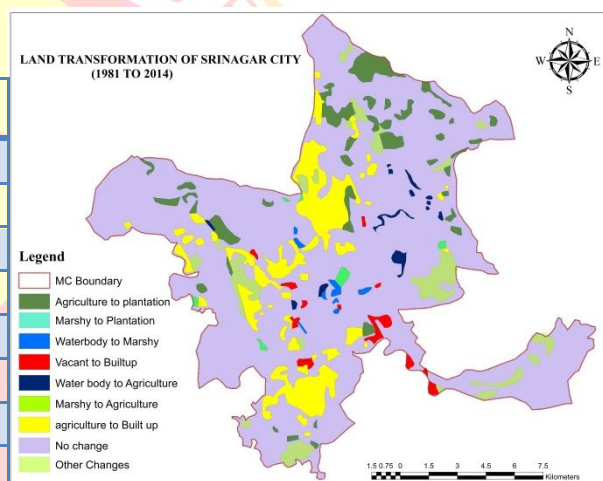 LAND TRANSFORMATION OF SRINAGAR CITY
(1981 TO 2014)
N
W E
S
Legend
MC Boundary
Agriculture to plantation
Marshy to Plantation
Waterbody to Marshy
Vacant to Builtup
Water body to Agriculture
Marshy to Agriculture
agriculture to Built up
No change
Other Changes
1.5 0.75 0 1.5 3 4.5 6 7.5
Kilometers